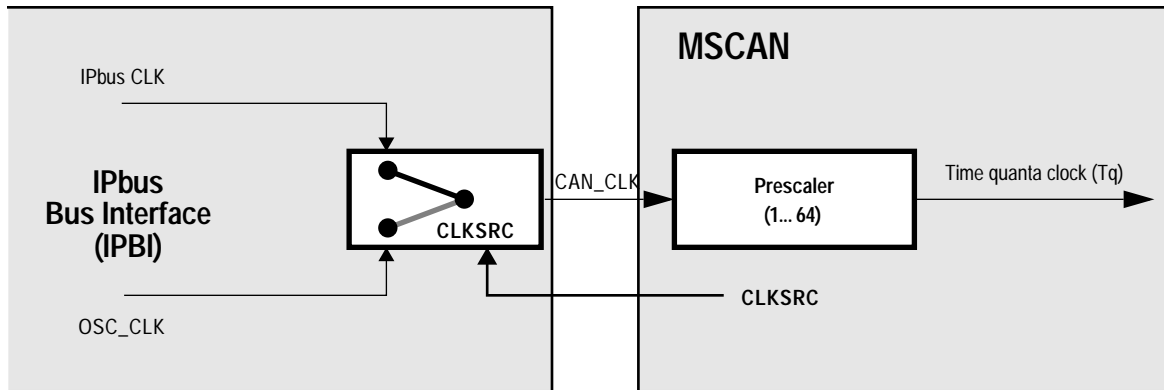 MSCAN
IPbus CLK
IPbus
Bus Interface
(IPBI)
CLKSRC
CAN_CLK
Prescaler
(1... 64)
Time quanta clock (Tq)
CLKSRC
OSC_CLK